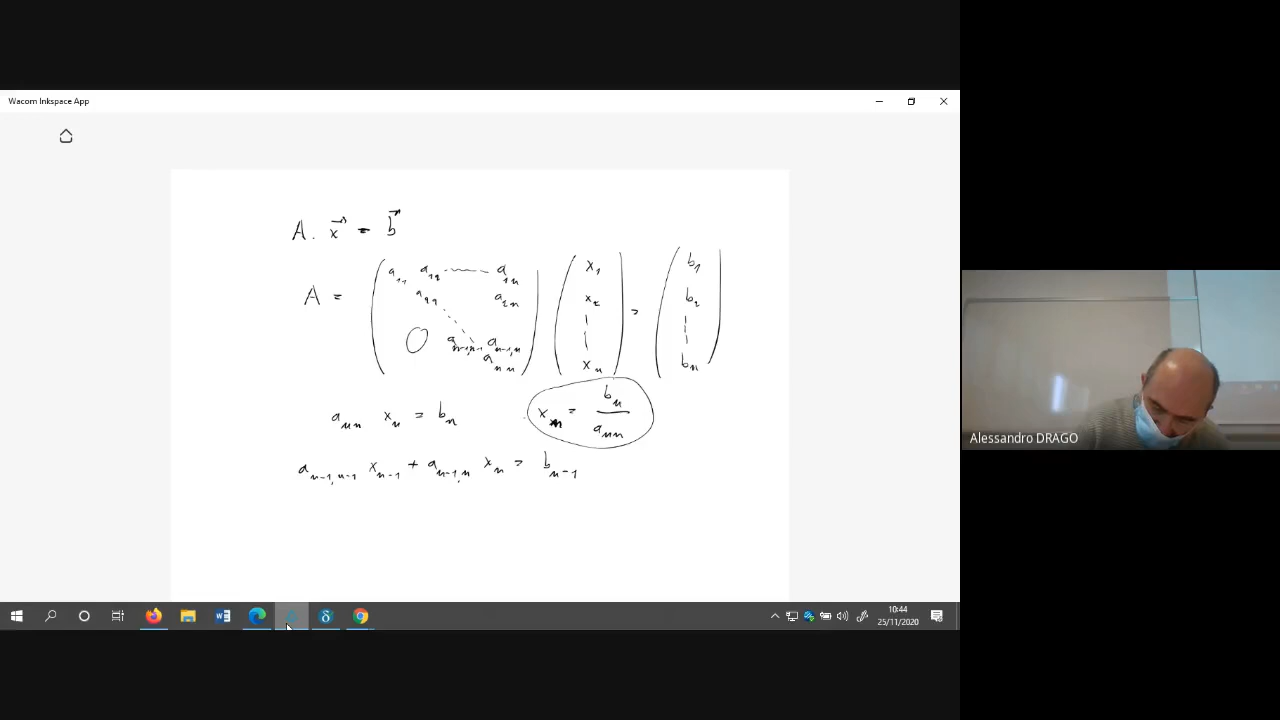 Wacom Inkspace App
A. x⃗ = b⃗
A = ( a₁₁ a₁₂ ---- a₁ₙ ) ( x₁ ) = ( b₁ )
a₂₂ a₂ₙ x₂ b₂
0 aₙ₋₁,ₙ₋₁ aₙ₋₁,ₙ
aₙₙ xₙ bₙ
aₙₙ xₙ = bₙ xₙ = bₙ / aₙₙ
aₙ₋₁,ₙ₋₁ xₙ₋₁ + aₙ₋₁,ₙ xₙ = bₙ₋₁
Alessandro DRAGO
10:44
25/11/2020